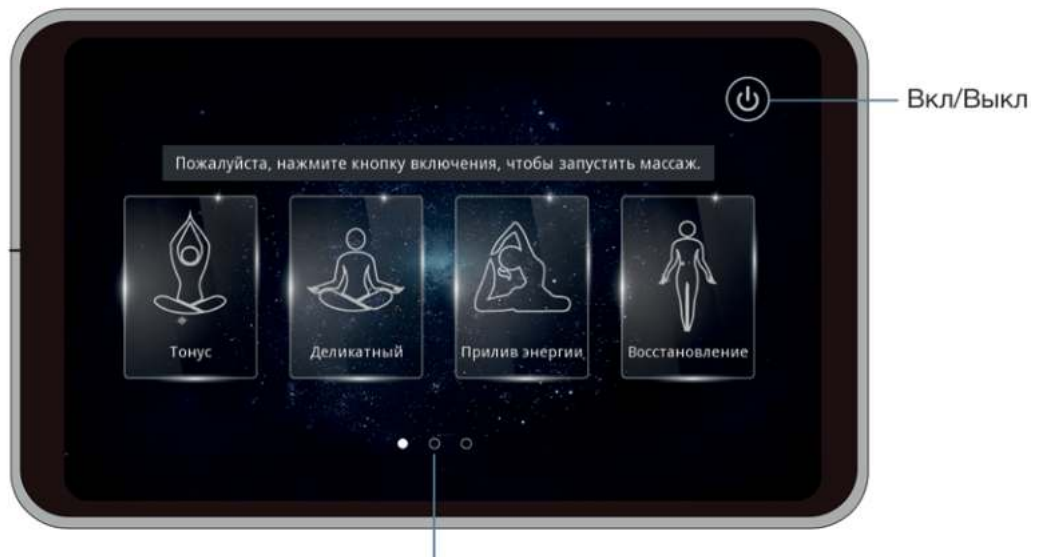 Вкл/Выкл
Пожалуйста, нажмите кнопку включения, чтобы запустить массаж.
Тонус
Деликатный
Прилив энергии
Восстановление